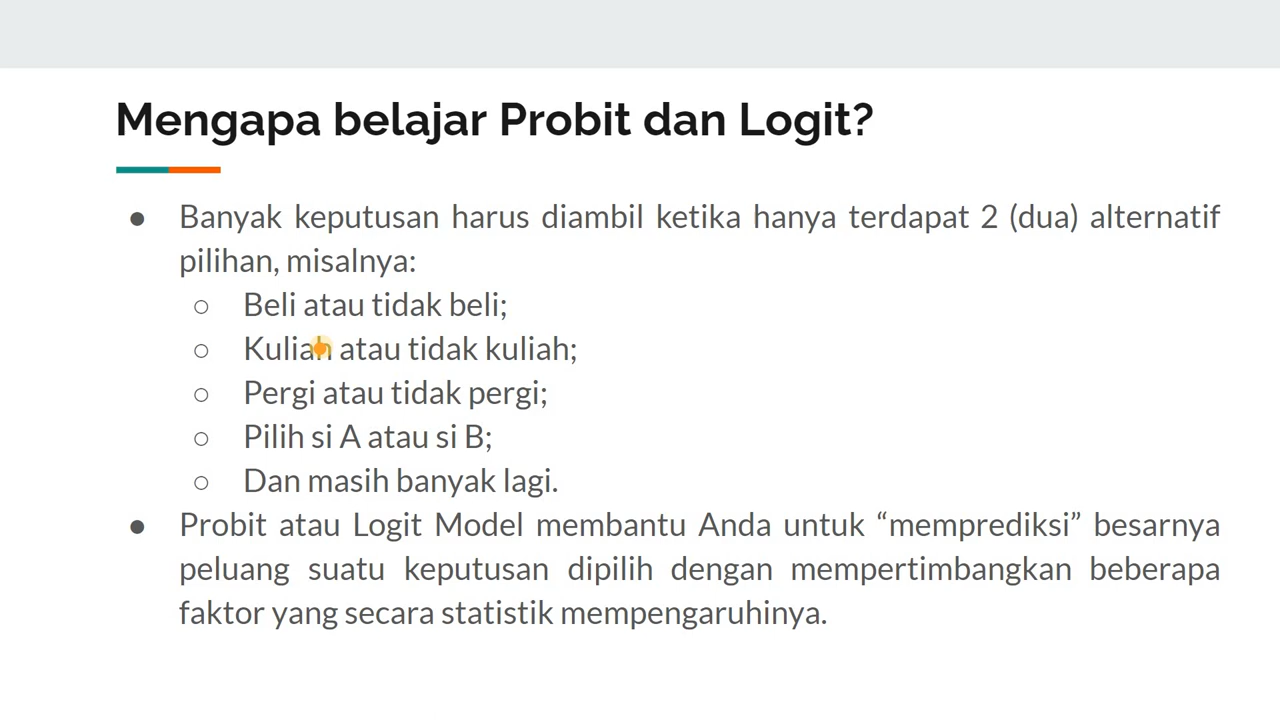 Mengapa belajar Probit dan Logit?
● Banyak keputusan harus diambil ketika hanya terdapat 2 (dua) alternatif
pilihan, misalnya:
○ Beli atau tidak beli;
○ Kuliah atau tidak kuliah;
○ Pergi atau tidak pergi;
○ Pilih si A atau si B;
○ Dan masih banyak lagi.
● Probit atau Logit Model membantu Anda untuk “memprediksi” besarnya
peluang suatu keputusan dipilih dengan mempertimbangkan beberapa
faktor yang secara statistik mempengaruhinya.